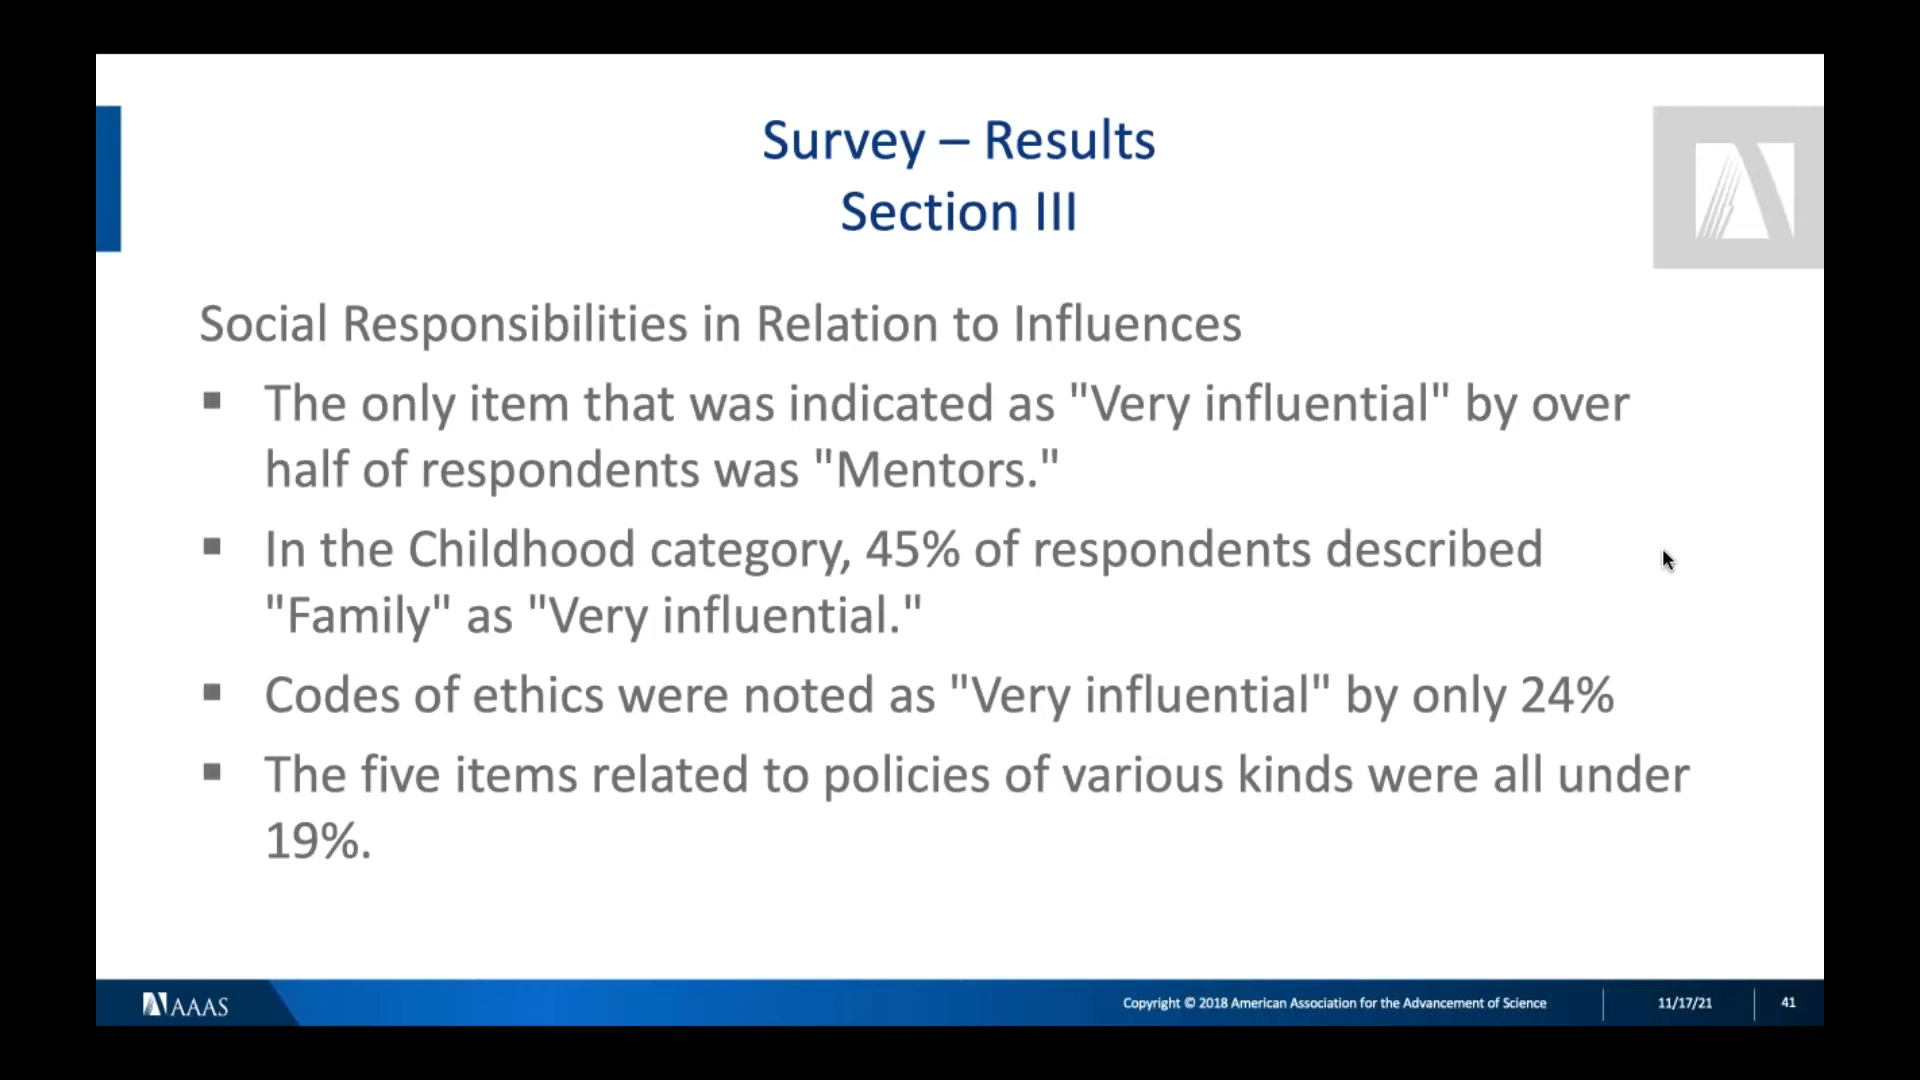 Survey – Results
Section III
Social Responsibilities in Relation to Influences
▪ The only item that was indicated as "Very influential" by over
half of respondents was "Mentors."
▪ In the Childhood category, 45% of respondents described
"Family" as "Very influential."
▪ Codes of ethics were noted as "Very influential" by only 24%
▪ The five items related to policies of various kinds were all under
19%.
AAAS
Copyright © 2018 American Association for the Advancement of Science
11/17/21
41